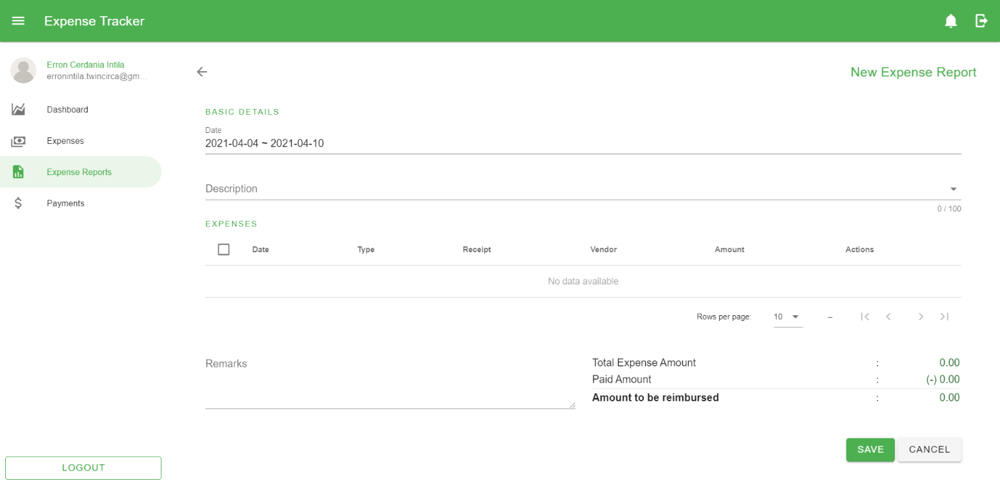 Expense Tracker
Erron Cerdania Intila
erronintila.twincirca@gm...
Dashboard
Expenses
Expense Reports
Payments
LOGOUT
New Expense Report
BASIC DETAILS
Date
2021-04-04 ~ 2021-04-10
Description
0 / 100
EXPENSES
Date Type Receipt Vendor Amount Actions
No data available
Rows per page: 10 –
Remarks
Total Expense Amount : 0.00
Paid Amount : (-) 0.00
Amount to be reimbursed : 0.00
SAVE CANCEL